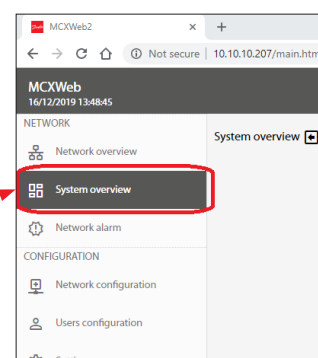 MCXWeb2
Not secure | 10.10.10.207/main.htm
MCXWeb
16/12/2019 13:48:45
NETWORK
System overview
Network overview
System overview
Network alarm
CONFIGURATION
Network configuration
Users configuration